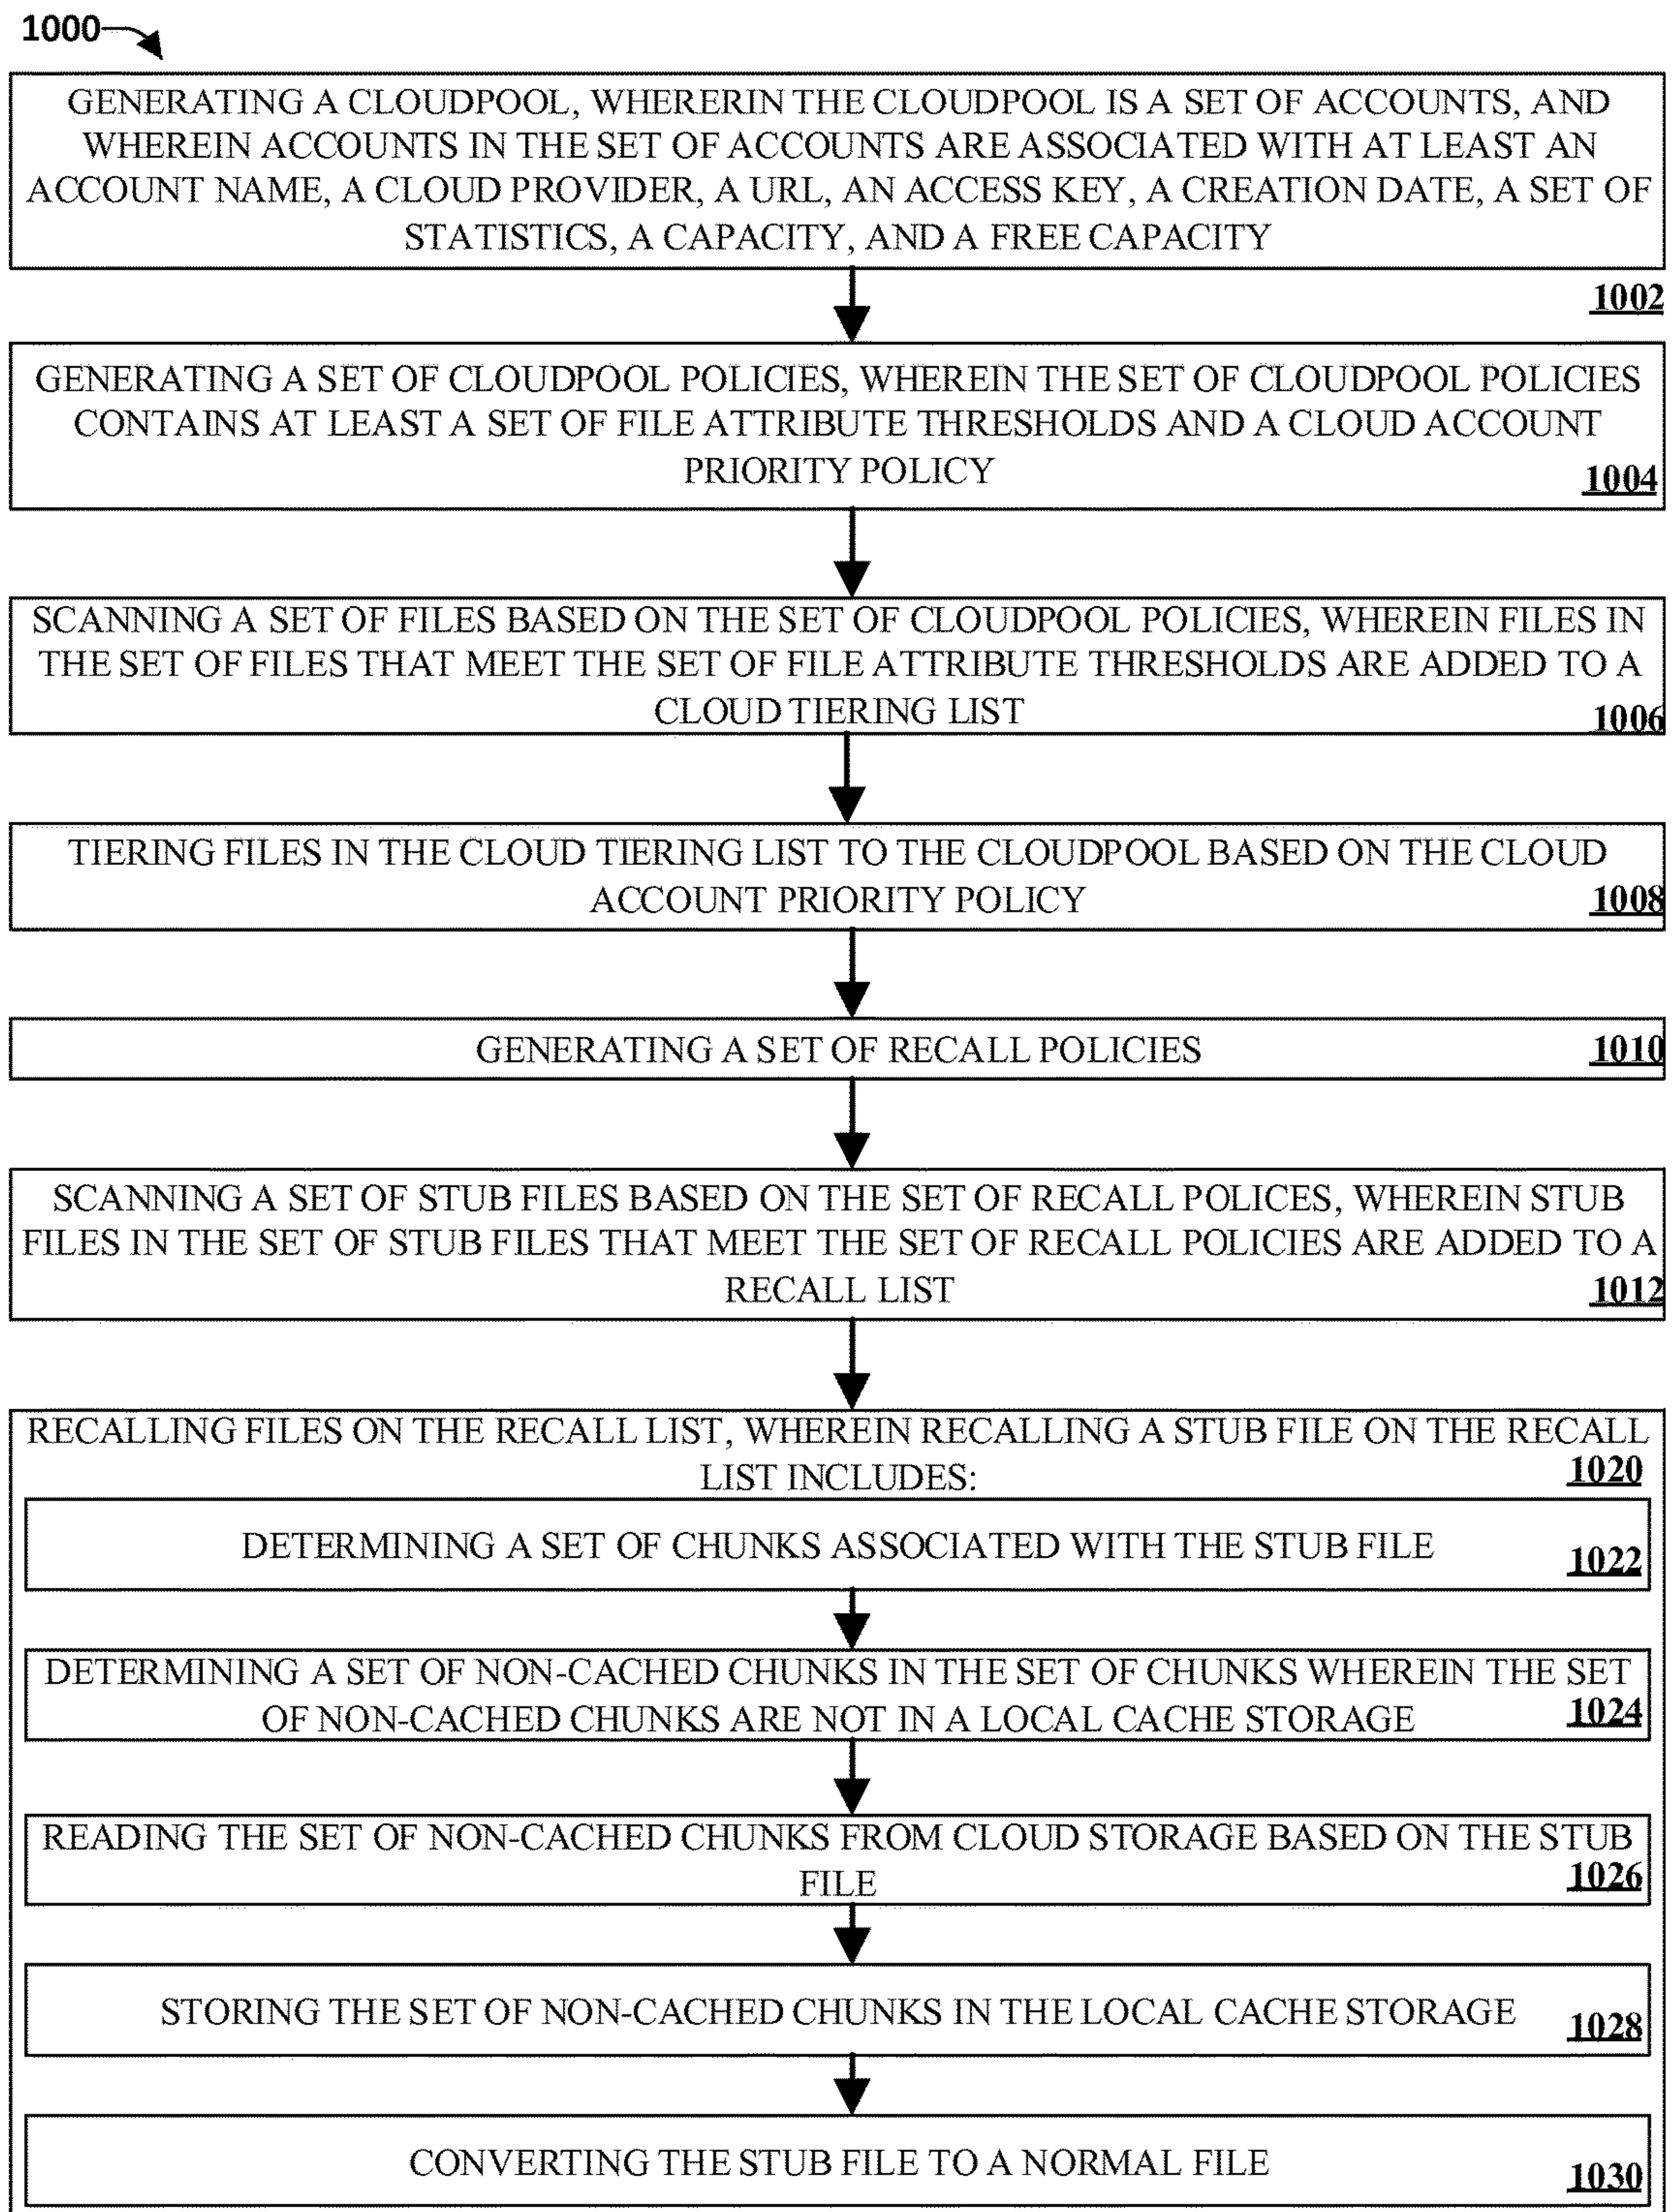 1000
GENERATING A CLOUDPOOL, WHERERIN THE CLOUDPOOL IS A SET OF ACCOUNTS, AND
WHEREIN ACCOUNTS IN THE SET OF ACCOUNTS ARE ASSOCIATED WITH AT LEAST AN
ACCOUNT NAME, A CLOUD PROVIDER, A URL, AN ACCESS KEY, A CREATION DATE, A SET OF
STATISTICS, A CAPACITY, AND A FREE CAPACITY
1002
GENERATING A SET OF CLOUDPOOL POLICIES, WHEREIN THE SET OF CLOUDPOOL POLICIES
CONTAINS AT LEAST A SET OF FILE ATTRIBUTE THRESHOLDS AND A CLOUD ACCOUNT
PRIORITY POLICY
1004
SCANNING A SET OF FILES BASED ON THE SET OF CLOUDPOOL POLICIES, WHEREIN FILES IN
THE SET OF FILES THAT MEET THE SET OF FILE ATTRIBUTE THRESHOLDS ARE ADDED TO A
CLOUD TIERING LIST
1006
TIERING FILES IN THE CLOUD TIERING LIST TO THE CLOUDPOOL BASED ON THE CLOUD
ACCOUNT PRIORITY POLICY
1008
GENERATING A SET OF RECALL POLICIES
1010
SCANNING A SET OF STUB FILES BASED ON THE SET OF RECALL POLICES, WHEREIN STUB
FILES IN THE SET OF STUB FILES THAT MEET THE SET OF RECALL POLICIES ARE ADDED TO A
RECALL LIST
1012
RECALLING FILES ON THE RECALL LIST, WHEREIN RECALLING A STUB FILE ON THE RECALL
LIST INCLUDES:
1020
DETERMINING A SET OF CHUNKS ASSOCIATED WITH THE STUB FILE
1022
DETERMINING A SET OF NON-CACHED CHUNKS IN THE SET OF CHUNKS WHEREIN THE SET
OF NON-CACHED CHUNKS ARE NOT IN A LOCAL CACHE STORAGE
1024
READING THE SET OF NON-CACHED CHUNKS FROM CLOUD STORAGE BASED ON THE STUB
FILE
1026
STORING THE SET OF NON-CACHED CHUNKS IN THE LOCAL CACHE STORAGE
1028
CONVERTING THE STUB FILE TO A NORMAL FILE
1030